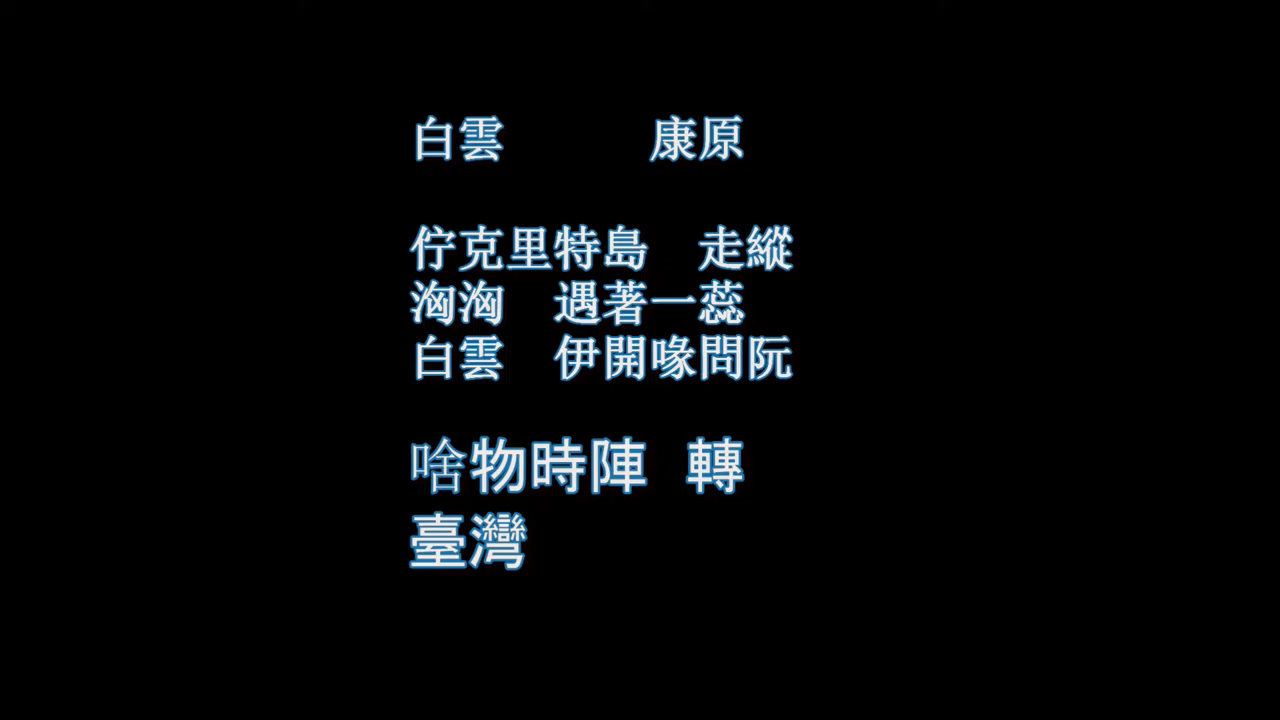 白雲　　　康原
佇克里特島　走縱
洶洶　遇著一蕊
白雲　伊開喙問阮
啥物時陣　轉
臺灣